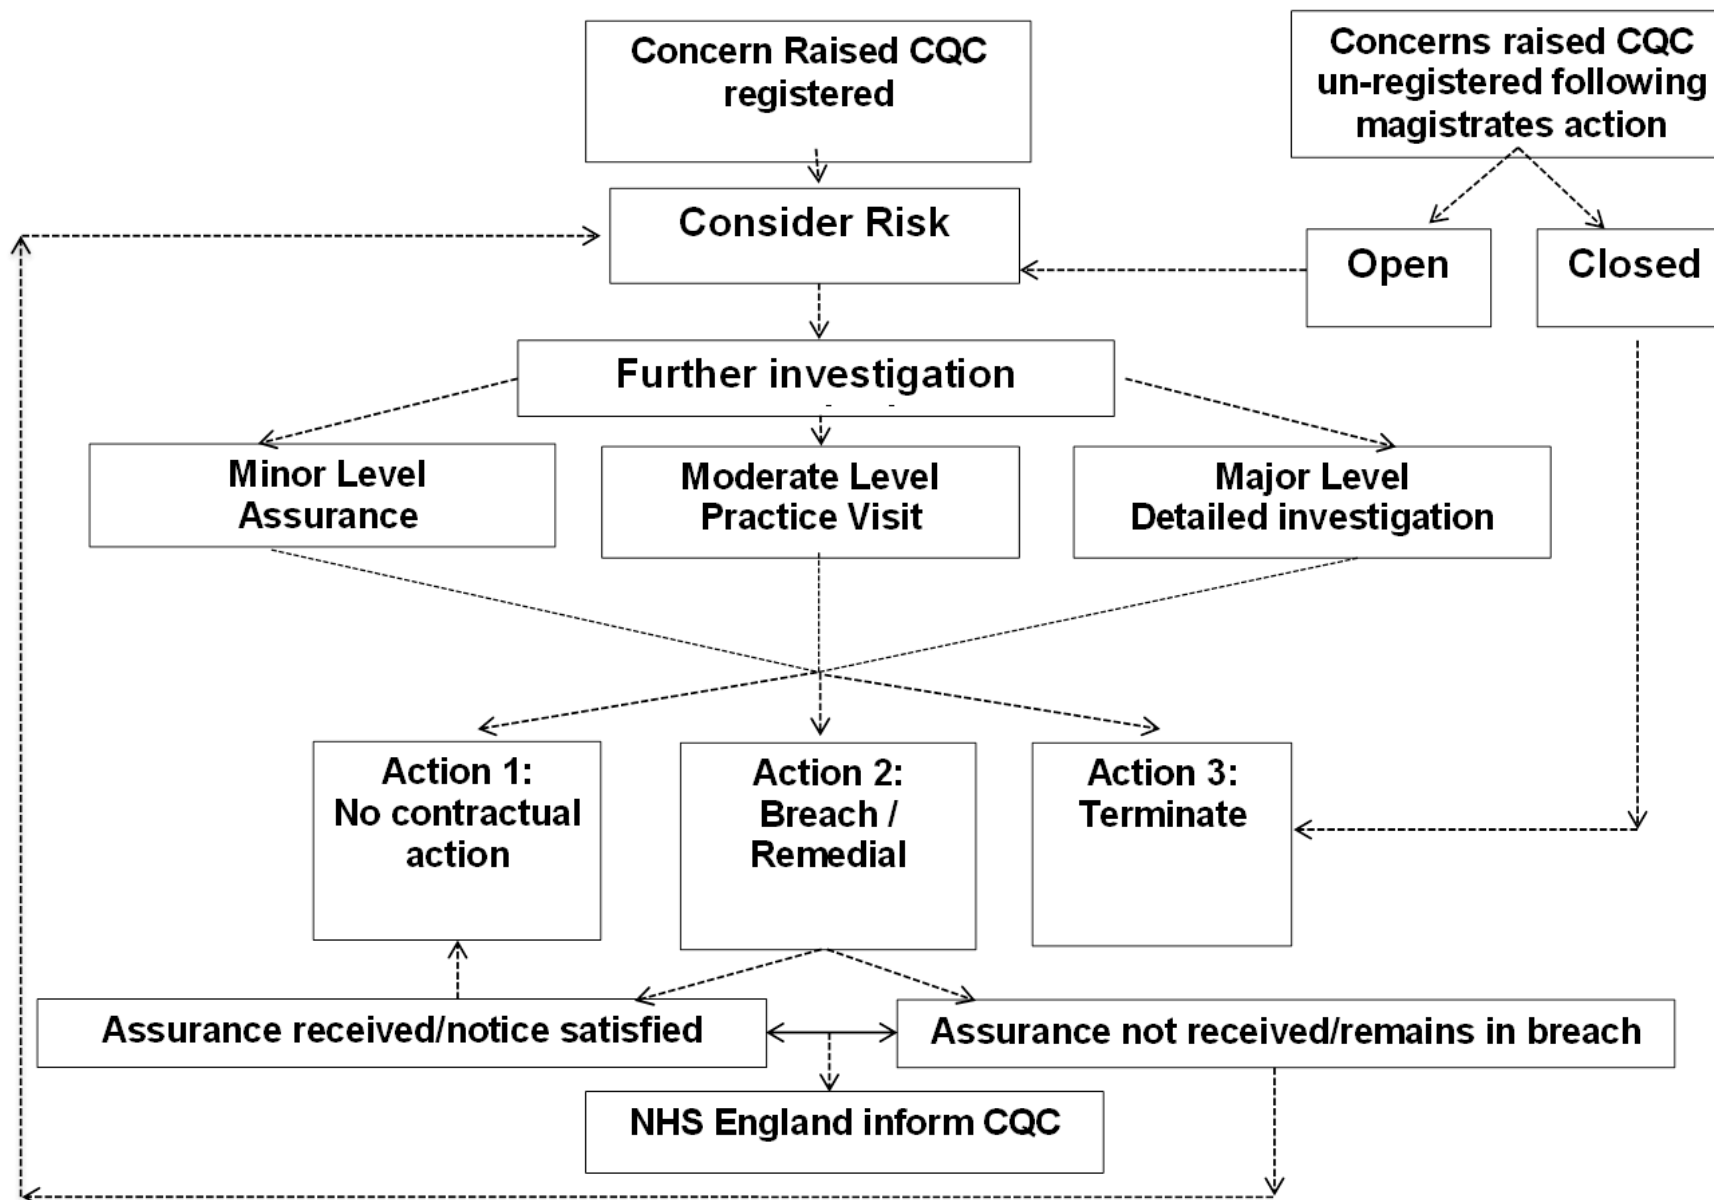 Concern Raised CQC
registered
Concerns raised CQC
un-registered following
magistrates action
Consider Risk
Open
Closed
Further investigation
Minor Level
Assurance
Moderate Level
Practice Visit
Major Level
Detailed investigation
Action 1:
No contractual
action
Action 2:
Breach /
Remedial
Action 3:
Terminate
Assurance received/notice satisfied
Assurance not received/remains in breach
NHS England inform CQC